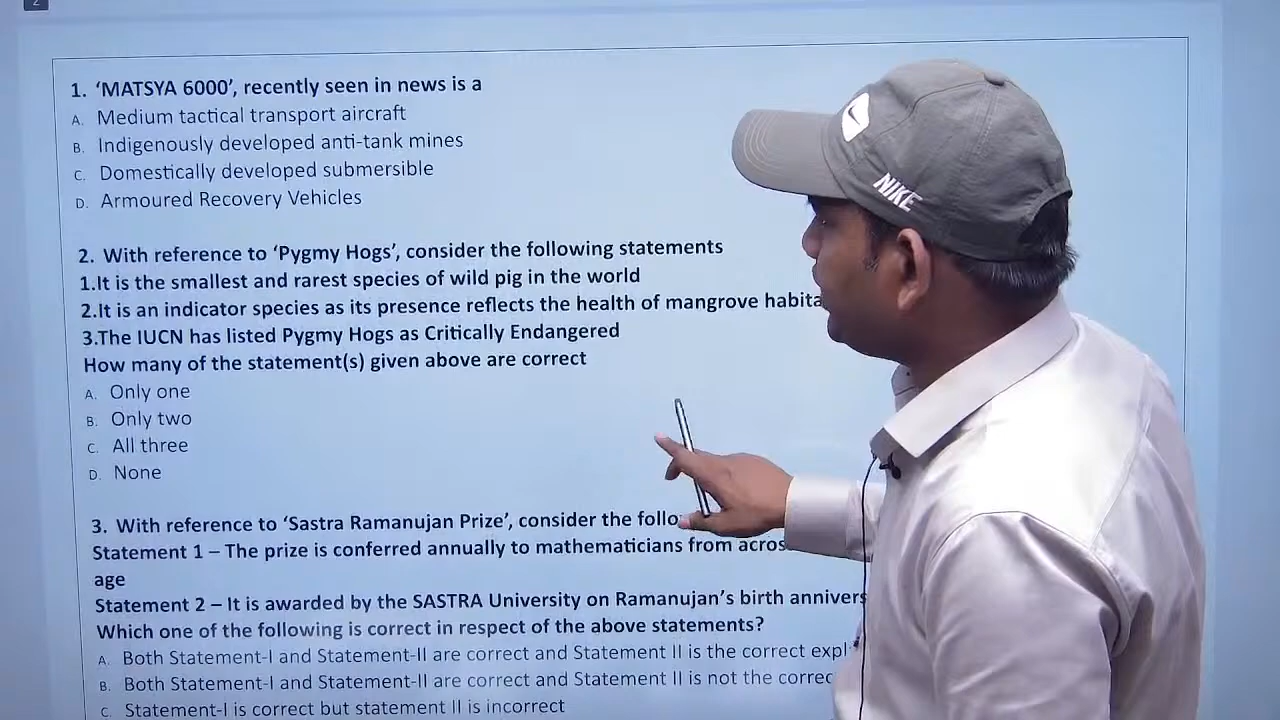 2
1. ‘MATSYA 6000’, recently seen in news is a
A. Medium tactical transport aircraft
B. Indigenously developed anti-tank mines
C. Domestically developed submersible
D. Armoured Recovery Vehicles
2. With reference to ‘Pygmy Hogs’, consider the following statements
1.It is the smallest and rarest species of wild pig in the world
2.It is an indicator species as its presence reflects the health of mangrove
3.The IUCN has listed Pygmy Hogs as Critically Endangered
How many of the statement(s) given above are correct
A. Only one
B. Only two
C. All three
D. None
3. With reference to ‘Sastra Ramanujan Prize’, consider the
Statement 1 – The prize is conferred annually to mathematicians from
age
Statement 2 – It is awarded by the SASTRA University on Ramanujan’s birth
Which one of the following is correct in respect of the above statements?
A. Both Statement-I and Statement-II are correct and Statement II is the correct
B. Both Statement-I and Statement-II are correct and Statement II is not the
C. Statement-I is correct but statement II is incorrect
NIKE